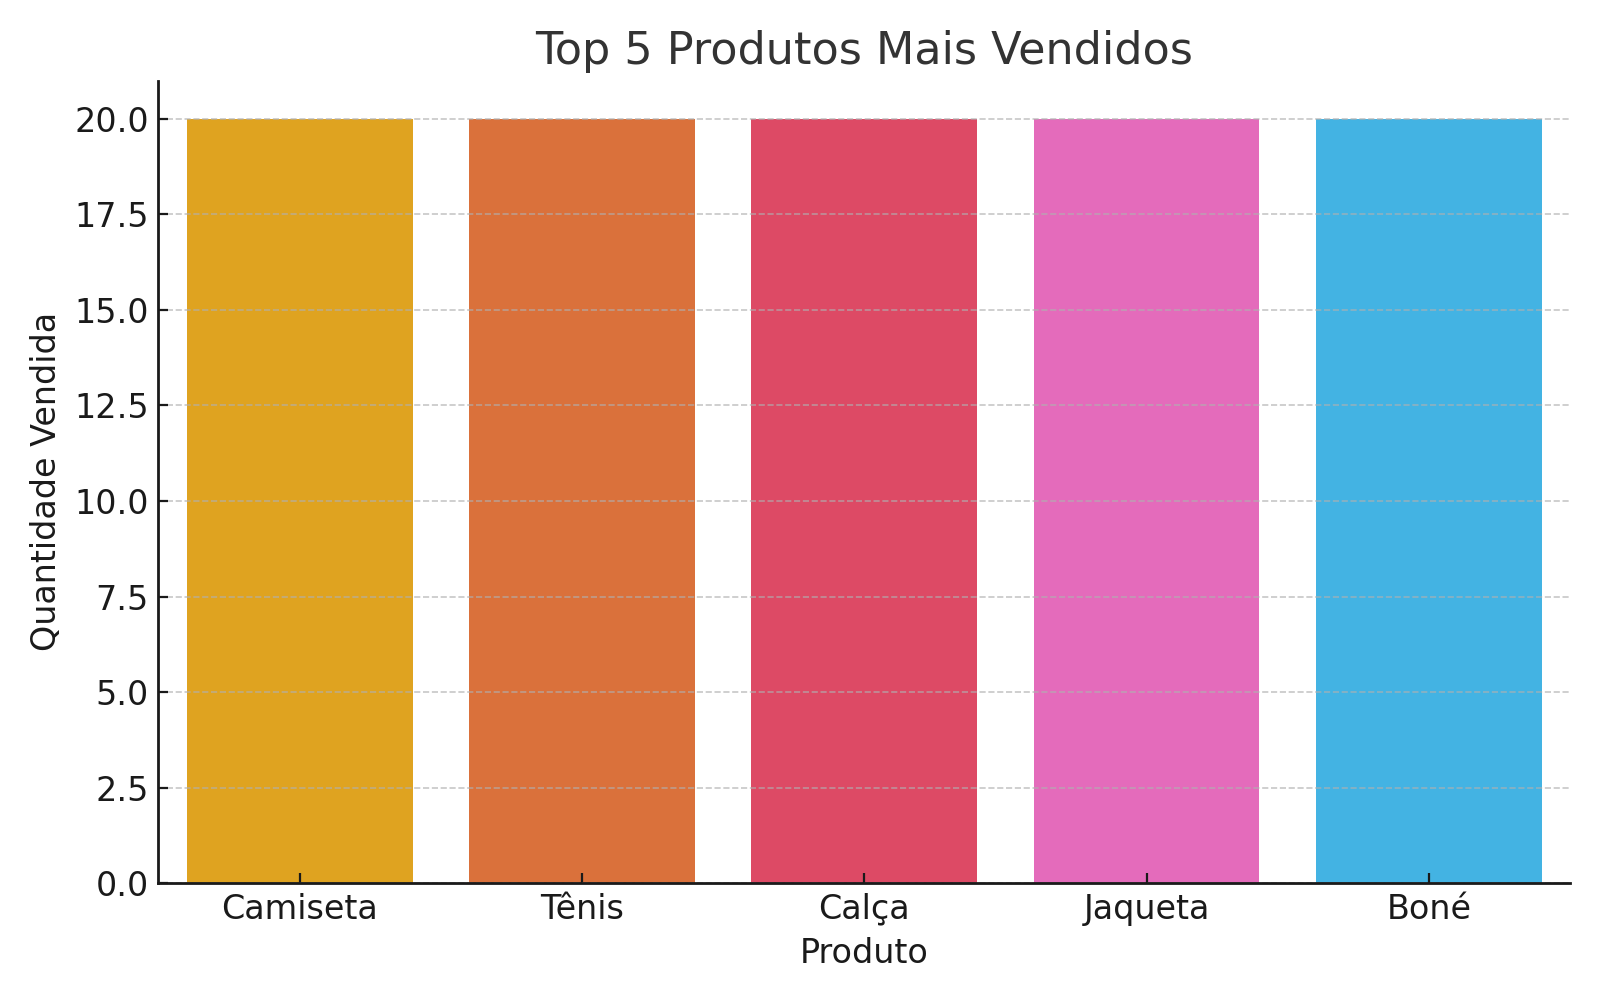 Top 5 Produtos Mais Vendidos
Quantidade Vendida
20.0
17.5
15.0
12.5
10.0
7.5
5.0
2.5
0.0
Camiseta Tênis Calça Jaqueta Boné
Produto